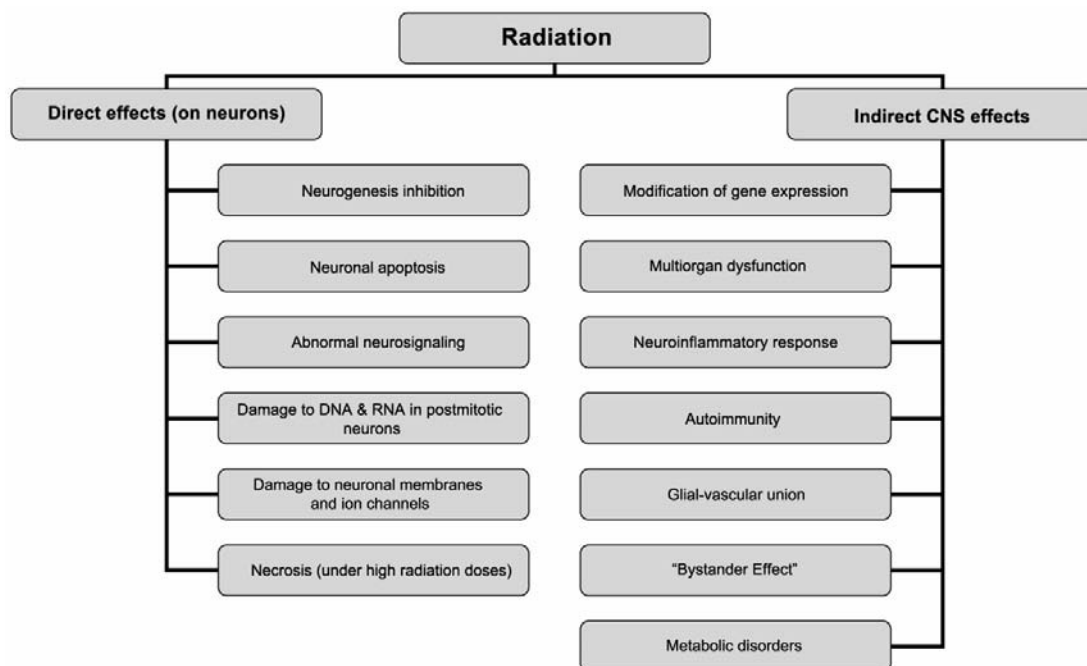 Radiation
Direct effects (on neurons)
Neurogenesis inhibition
Neuronal apoptosis
Abnormal neurosignaling
Damage to DNA & RNA in postmitotic
neurons
Damage to neuronal membranes
and ion channels
Necrosis (under high radiation doses)
Indirect CNS effects
Modification of gene expression
Multiorgan dysfunction
Neuroinflammatory response
Autoimmunity
Glial-vascular union
“Bystander Effect”
Metabolic disorders